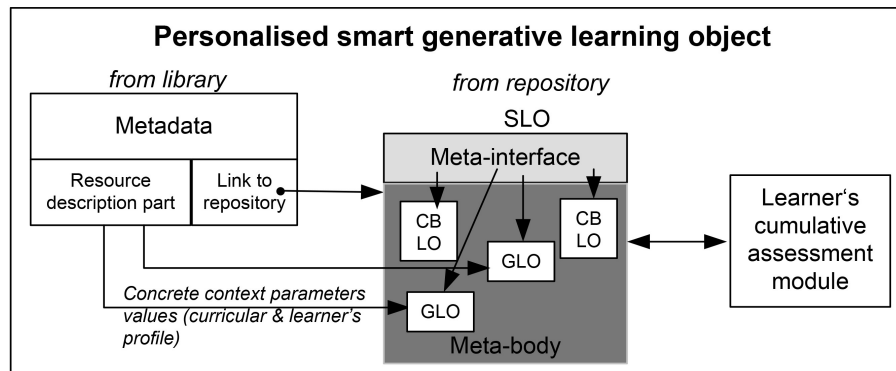 Personalised smart generative learning object
from library
from repository
SLO
Metadata
Meta-interface
Resource
description part
Link to
repository
CB
LO
CB
LO
GLO
GLO
Meta-body
Concrete context parameters
values (curricular & learner's
profile)
Learner‘s
cumulative
assessment
module